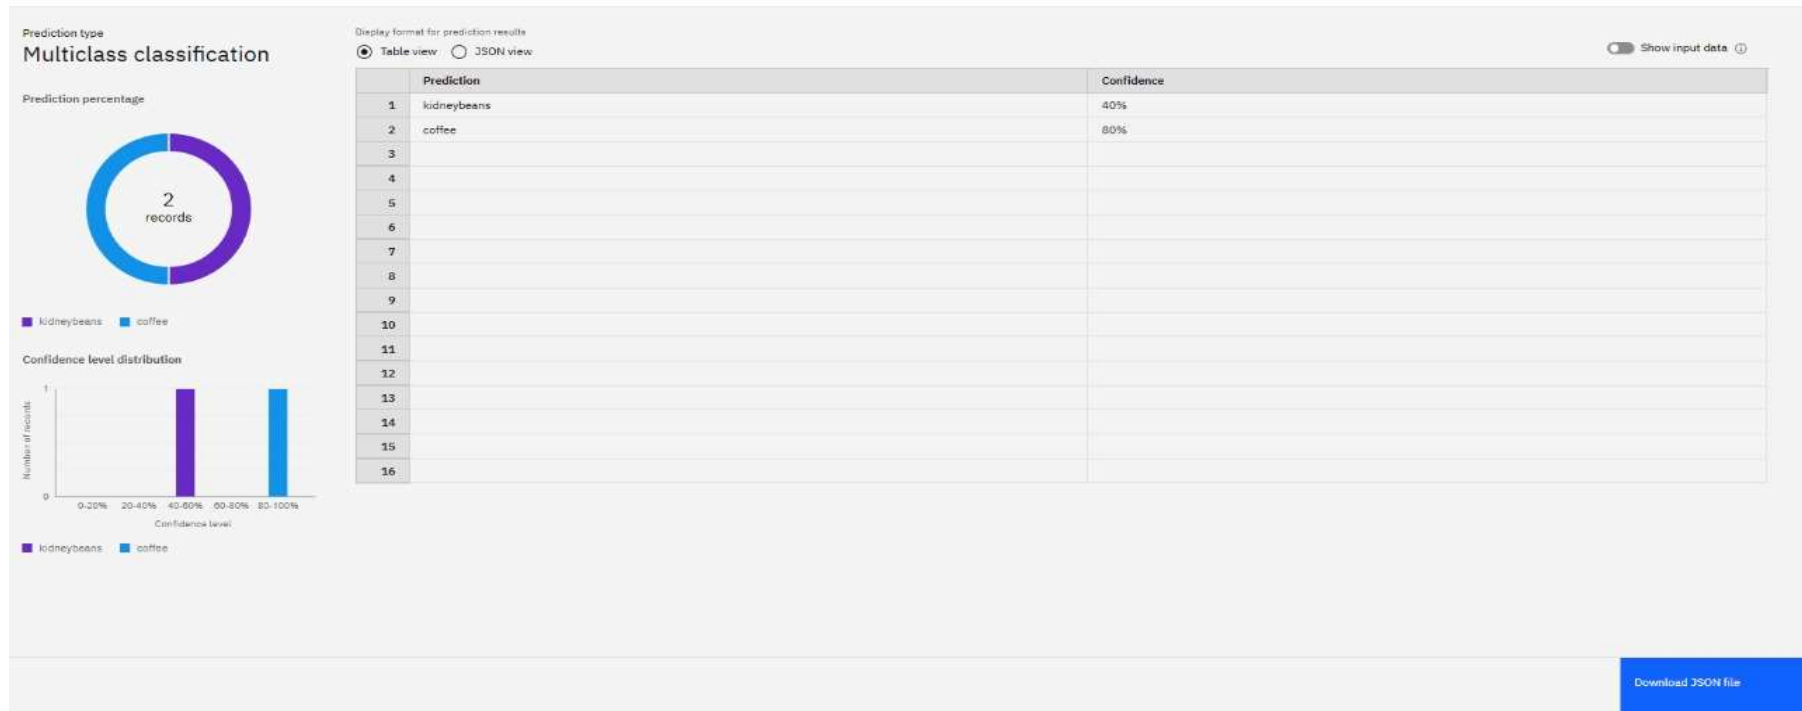 Prediction type
Multiclass classification
Prediction percentage
2
records
kidneybeans coffee
Confidence level distribution
1
Number of records
0
0-20% 20-40% 40-60% 60-80% 80-100%
Confidence level
kidneybeans coffee
Display format for prediction results
Table view JSON view
Show input data
Prediction Confidence
1 kidneybeans 40%
2 coffee 80%
3
4
5
6
7
8
9
10
11
12
13
14
15
16
Download JSON file